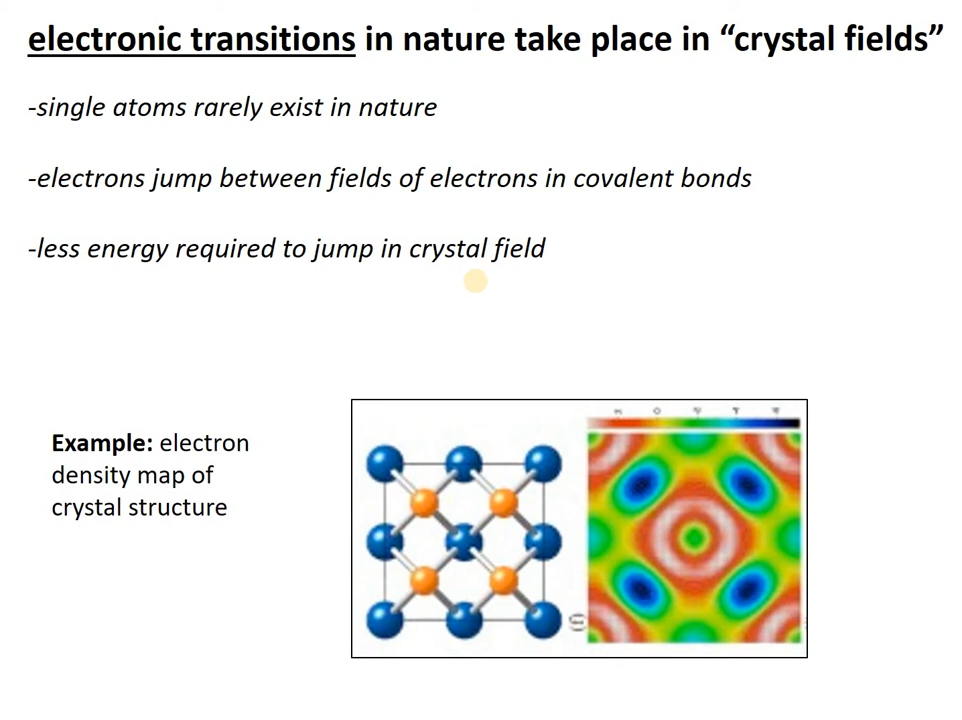 electronic transitions in nature take place in “crystal fields”
-single atoms rarely exist in nature
-electrons jump between fields of electrons in covalent bonds
-less energy required to jump in crystal field
Example: electron
density map of
crystal structure